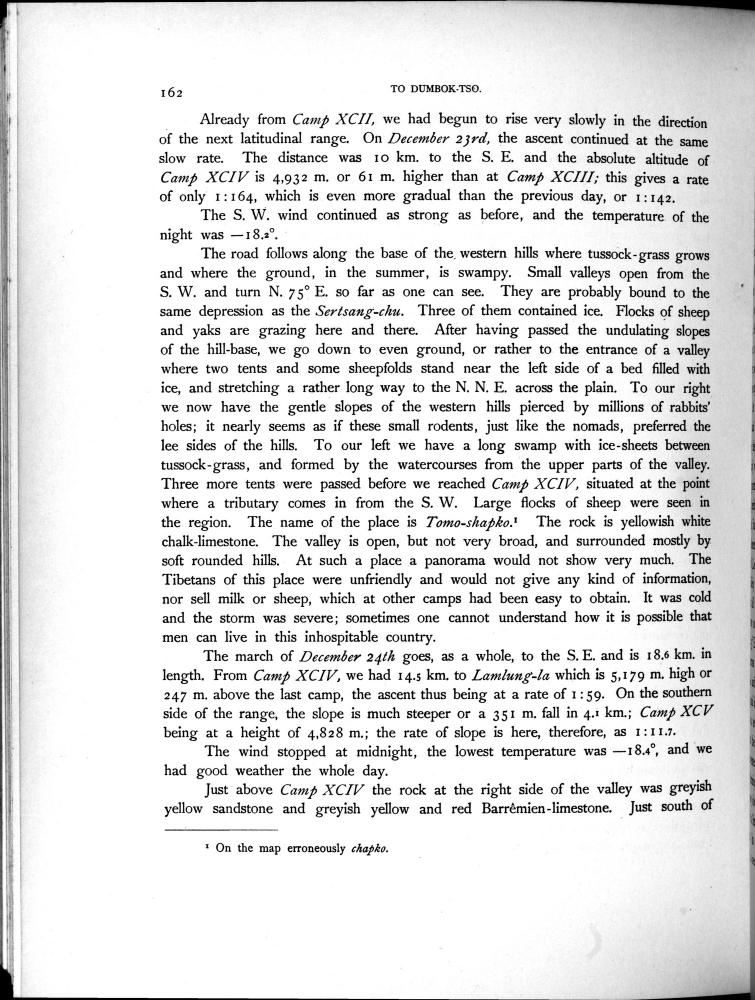 162
TO DUMBOK-TSO.
Already from Camp XCII, we had begun to rise very slowly in the direction
of the next latitudinal range. On December 23rd, the ascent continued at the same
slow rate. The distance was 10 km. to the S. E. and the absolute altitude of
Camp XCIV is 4,932 m. or 61 m. higher than at Camp XCIII; this gives a rate
of only 1:164, which is even more gradual than the previous day, or 1:142.
The S. W. wind continued as strong as before, and the temperature of the
night was —18.2°.
The road follows along the base of the western hills where tussock-grass grows
and where the ground, in the summer, is swampy. Small valleys open from the
S. W. and turn N. 75° E. so far as one can see. They are probably bound to the
same depression as the Sertsang-chu. Three of them contained ice. Flocks of sheep
and yaks are grazing here and there. After having passed the undulating slopes
of the hill-base, we go down to even ground, or rather to the entrance of a valley
where two tents and some sheepfolds stand near the left side of a bed filled with
ice, and stretching a rather long way to the N. N. E. across the plain. To our right
we now have the gentle slopes of the western hills pierced by millions of rabbits'
holes; it nearly seems as if these small rodents, just like the nomads, preferred the
lee sides of the hills. To our left we have a long swamp with ice-sheets between
tussock-grass, and formed by the watercourses from the upper parts of the valley.
Three more tents were passed before we reached Camp XCIV, situated at the point
where a tributary comes in from the S. W. Large flocks of sheep were seen in
the region. The name of the place is Tomo-shapko.¹ The rock is yellowish white
chalk-limestone. The valley is open, but not very broad, and surrounded mostly by
soft rounded hills. At such a place a panorama would not show very much. The
Tibetans of this place were unfriendly and would not give any kind of information,
nor sell milk or sheep, which at other camps had been easy to obtain. It was cold
and the storm was severe; sometimes one cannot understand how it is possible that
men can live in this inhospitable country.
The march of December 24th goes, as a whole, to the S. E. and is 18.6 km. in
length. From Camp XCIV, we had 14.5 km. to Lamlung-la which is 5,179 m. high or
247 m. above the last camp, the ascent thus being at a rate of 1:59. On the southern
side of the range, the slope is much steeper or a 351 m. fall in 4.1 km.; Camp XCV
being at a height of 4,828 m.; the rate of slope is here, therefore, as 1:11.7.
The wind stopped at midnight, the lowest temperature was —18.4°, and we
had good weather the whole day.
Just above Camp XCIV the rock at the right side of the valley was greyish
yellow sandstone and greyish yellow and red Barrêmien-limestone. Just south of
¹ On the map erroneously chapko.